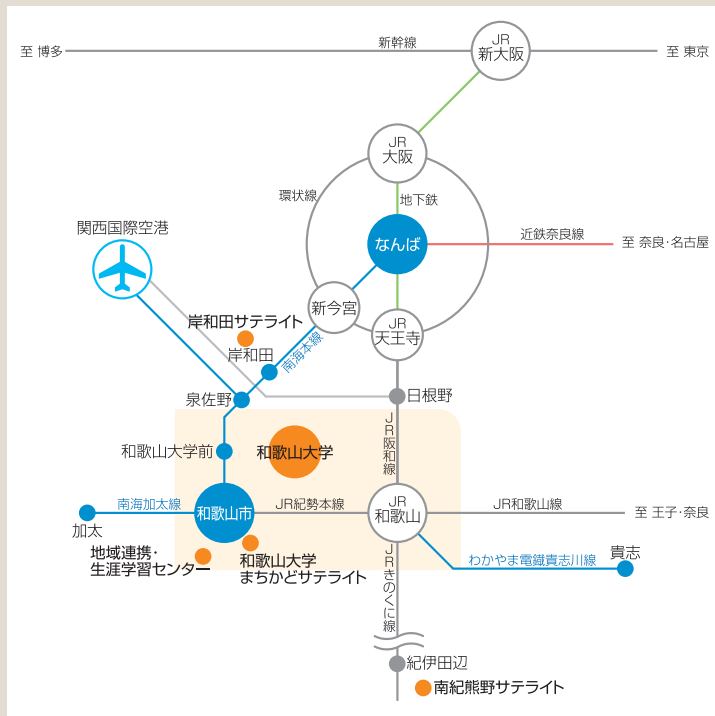 JR
新大阪
新幹線
至 博多
至 東京
JR
大阪
環状線
地下鉄
関西国際空港
なんば
近鉄奈良線
至 奈良・名古屋
新今宮
岸和田サテライト
JR
天王寺
岸和田
南海本線
泉佐野
日根野
JR阪和線
和歌山大学前
和歌山大学
南海加太線
和歌山市
JR紀勢本線
JR
和歌山
JR和歌山線
至 王子・奈良
加太
地域連携・
生涯学習センター
和歌山大学
まちかどサテライト
JRきのくに線
わかやま電鐵貴志川線
貴志
紀伊田辺
南紀熊野サテライト